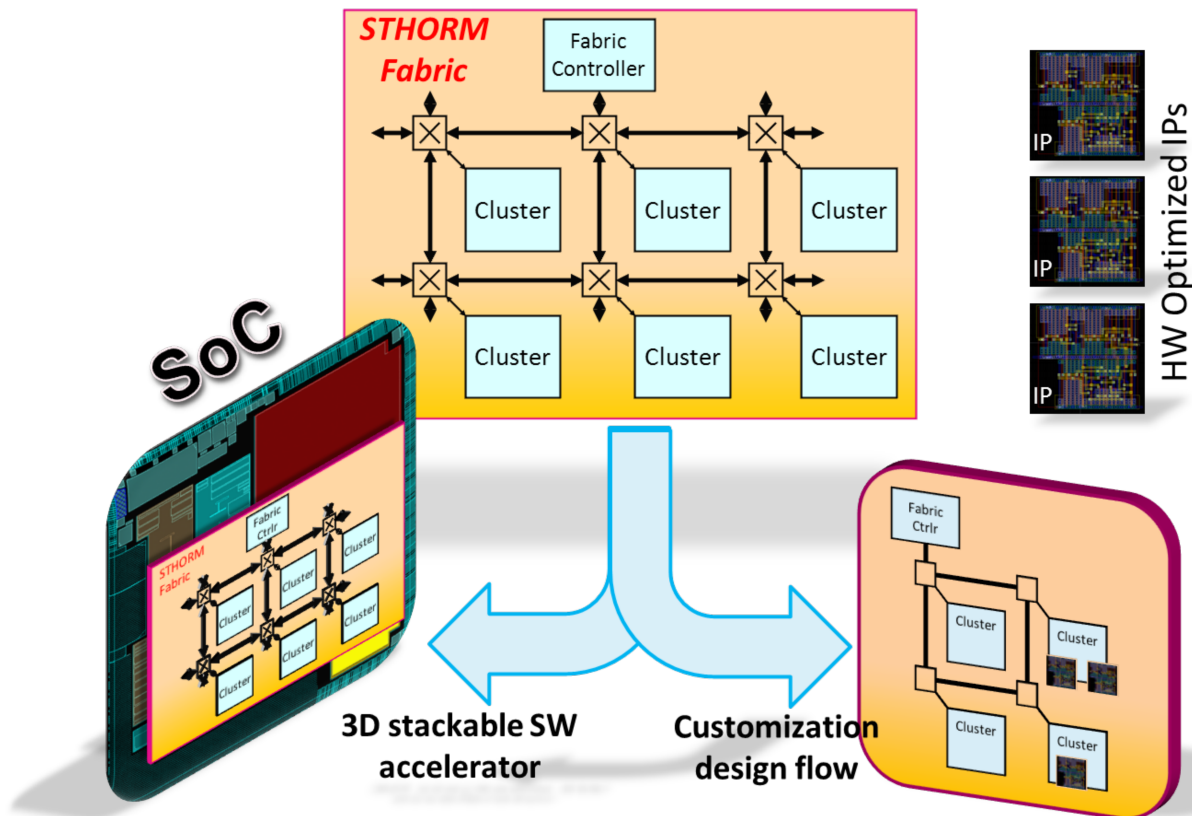 STHORM
Fabric
Fabric
Controller
Cluster
Cluster
Cluster
Cluster
Cluster
Cluster
IP
IP
IP
HW Optimized IPs
SoC
STHORM
Fabric
Fabric
Ctrlr
Cluster
Cluster
Cluster
Cluster
Cluster
Cluster
3D stackable SW
accelerator
Customization
design flow
Fabric
Ctrlr
Cluster
Cluster
Cluster
Cluster